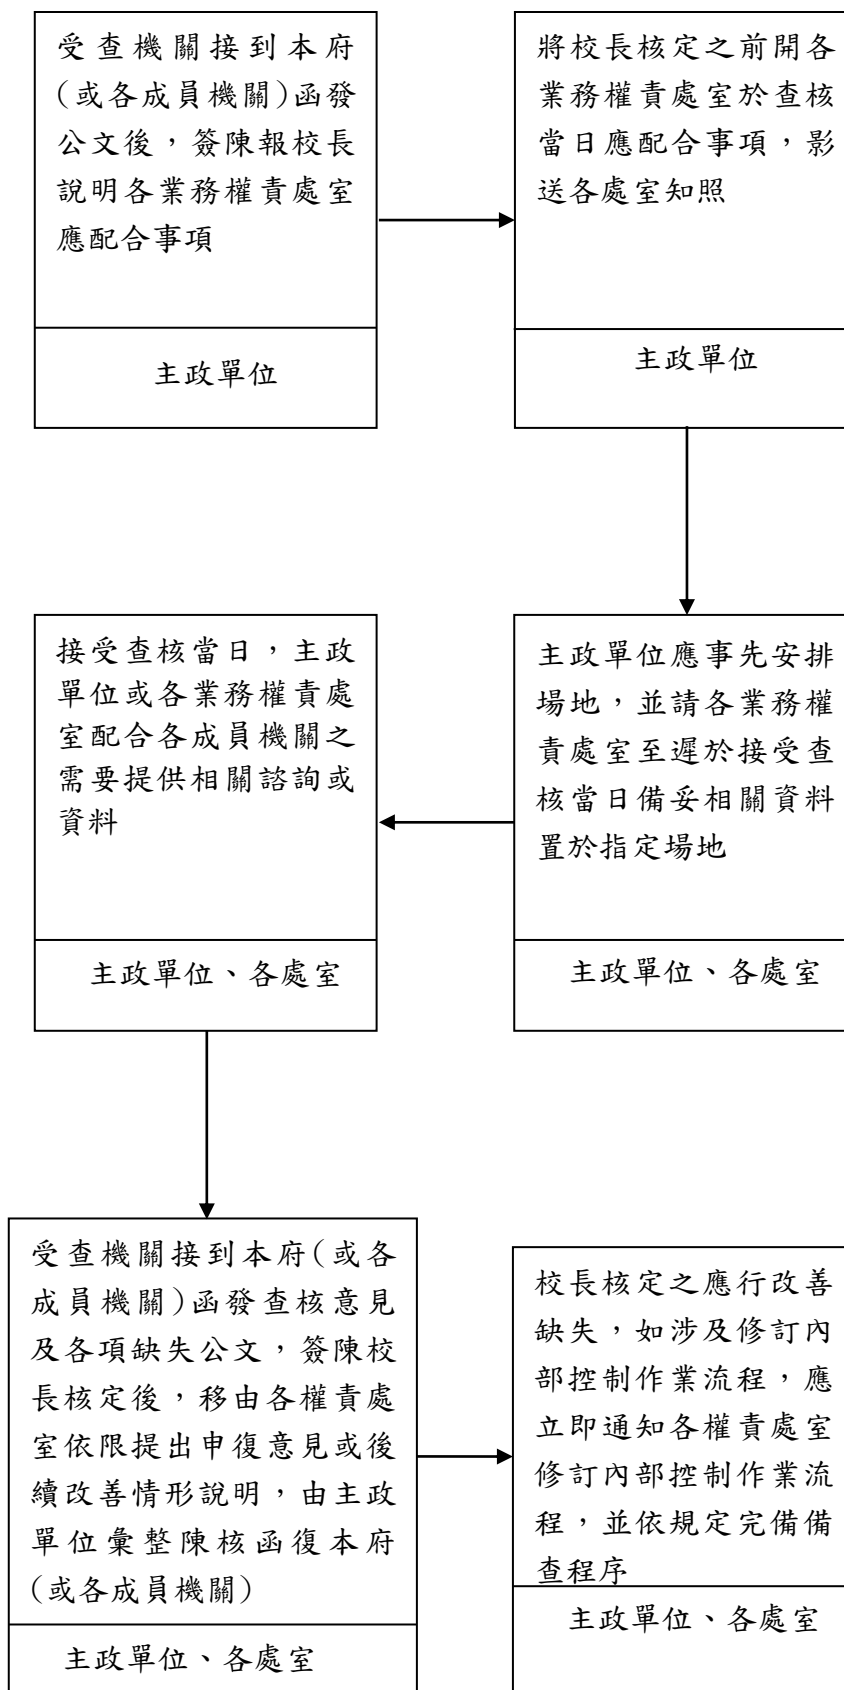 受查機關接到本府
(或各成員機關)函發
公文後，簽陳報校長
說明各業務權責處室
應配合事項
主政單位
將校長核定之前開各
業務權責處室於查核
當日應配合事項，影
送各處室知照
主政單位
主政單位應事先安排
場地，並請各業務權
責處室至遲於接受查
核當日備妥相關資料
置於指定場地
主政單位、各處室
接受查核當日，主政
單位或各業務權責處
室配合各成員機關之
需要提供相關諮詢或
資料
主政單位、各處室
受查機關接到本府(或各
成員機關)函發查核意見
及各項缺失公文，簽陳校
長核定後，移由各權責處
室依限提出申復意見或後
續改善情形說明，由主政
單位彙整陳核函復本府
(或各成員機關)
主政單位、各處室
校長核定之應行改善
缺失，如涉及修訂內
部控制作業流程，應
立即通知各權責處室
修訂內部控制作業流
程，並依規定完備備
查程序
主政單位、各處室